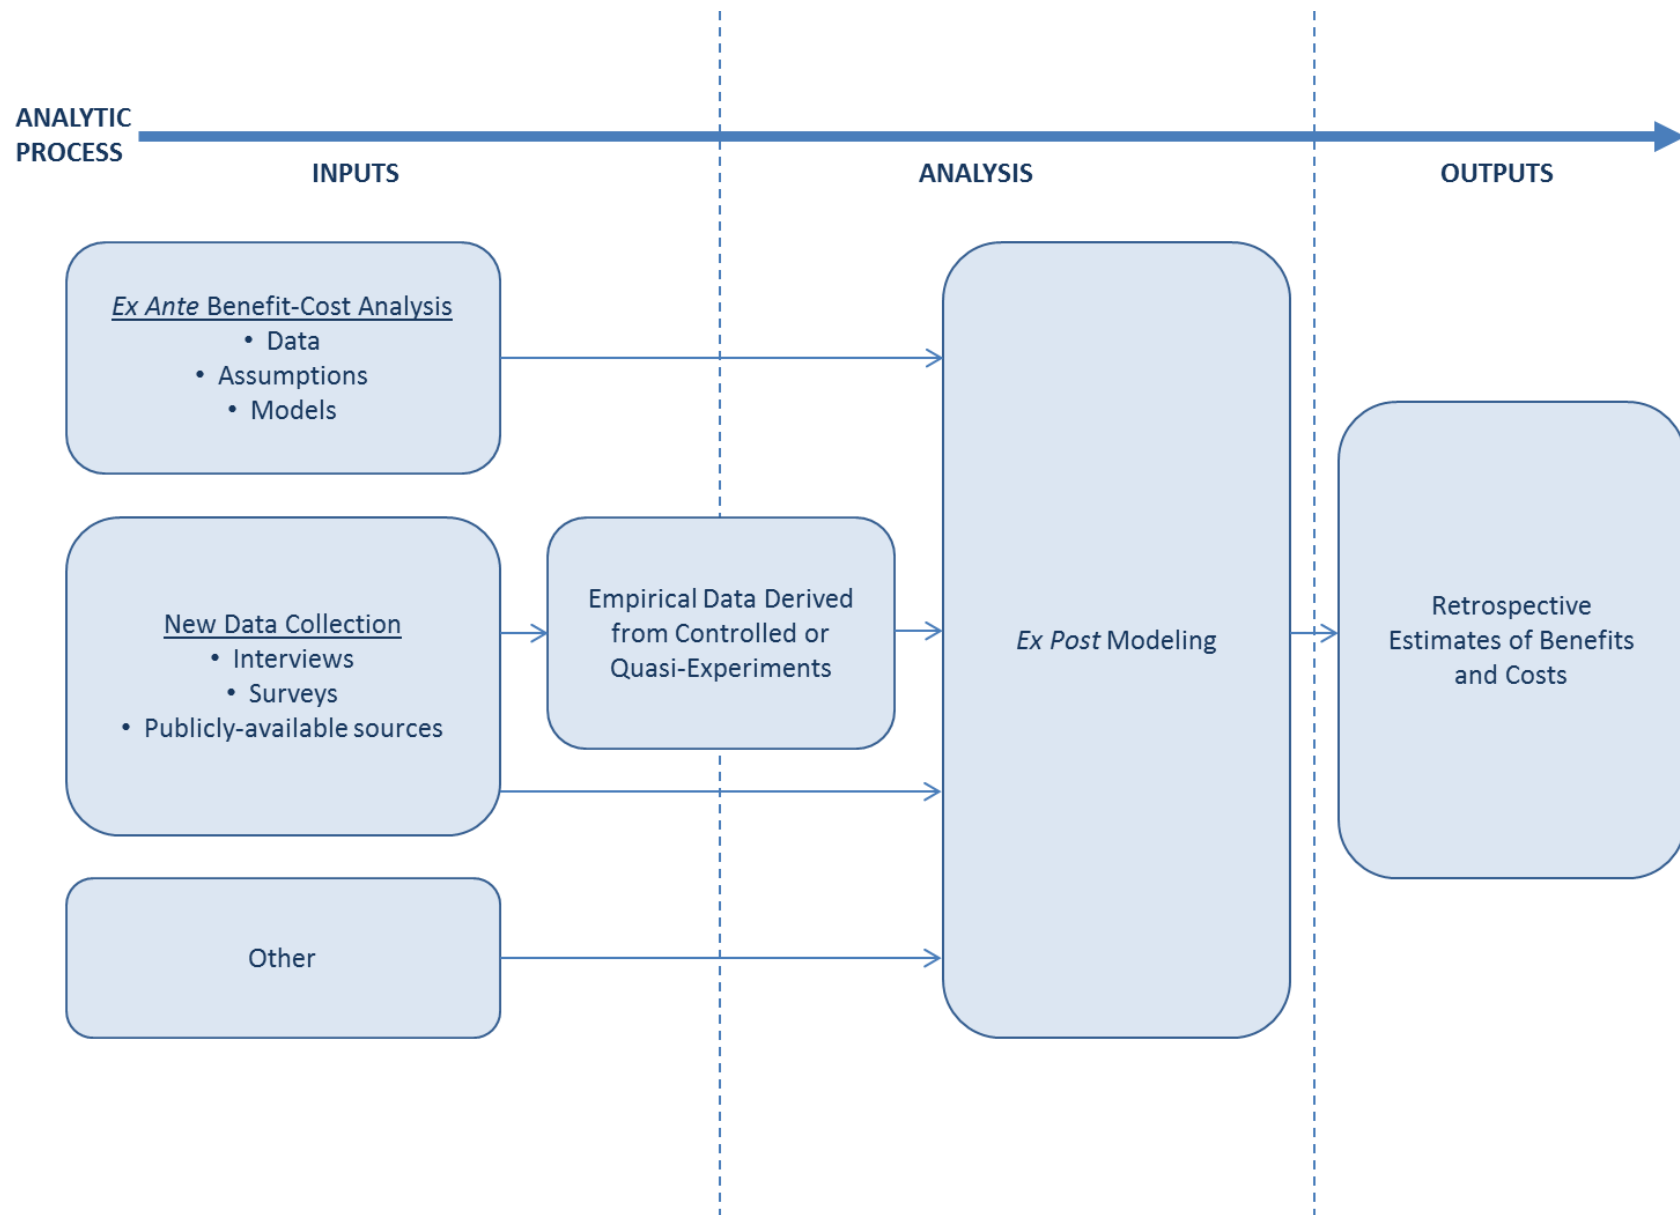 ANALYTIC
PROCESS
INPUTS
ANALYSIS
OUTPUTS
Ex Ante Benefit-Cost Analysis
• Data
• Assumptions
• Models
New Data Collection
• Interviews
• Surveys
• Publicly-available sources
Empirical Data Derived
from Controlled or
Quasi-Experiments
Ex Post Modeling
Retrospective
Estimates of Benefits
and Costs
Other